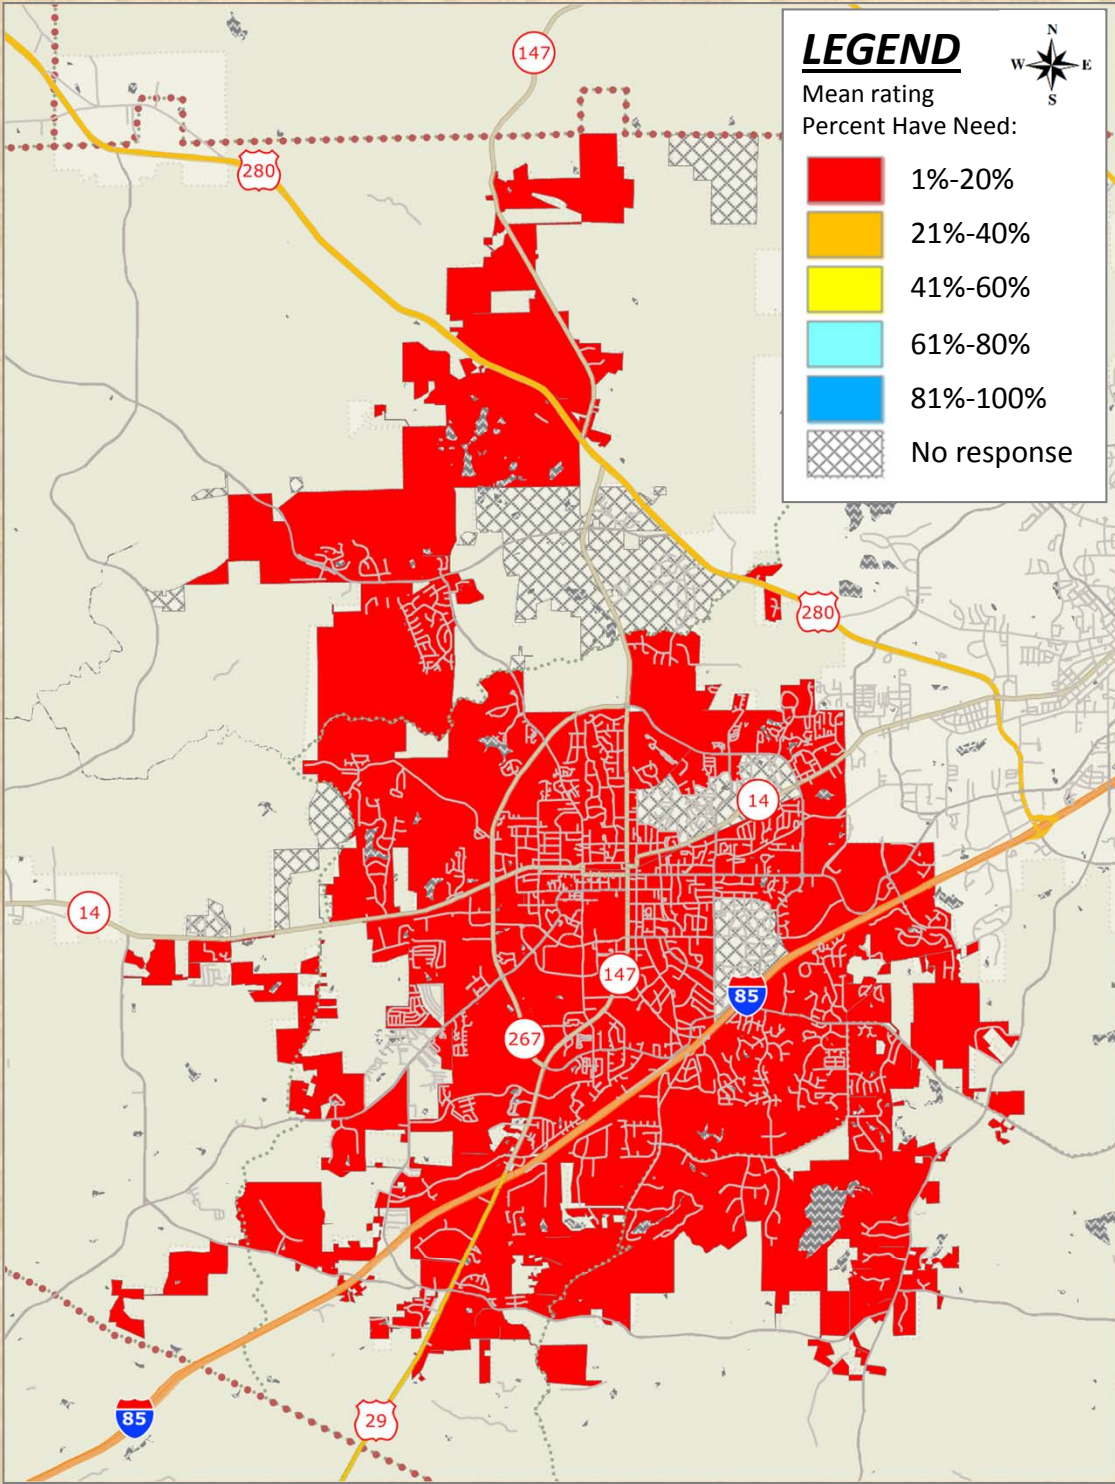 147
LEGEND
N
W E
S
Mean rating
Percent Have Need:
280
1%-20%
21%-40%
41%-60%
61%-80%
81%-100%
No response
280
14
14
147
85
267
85
29